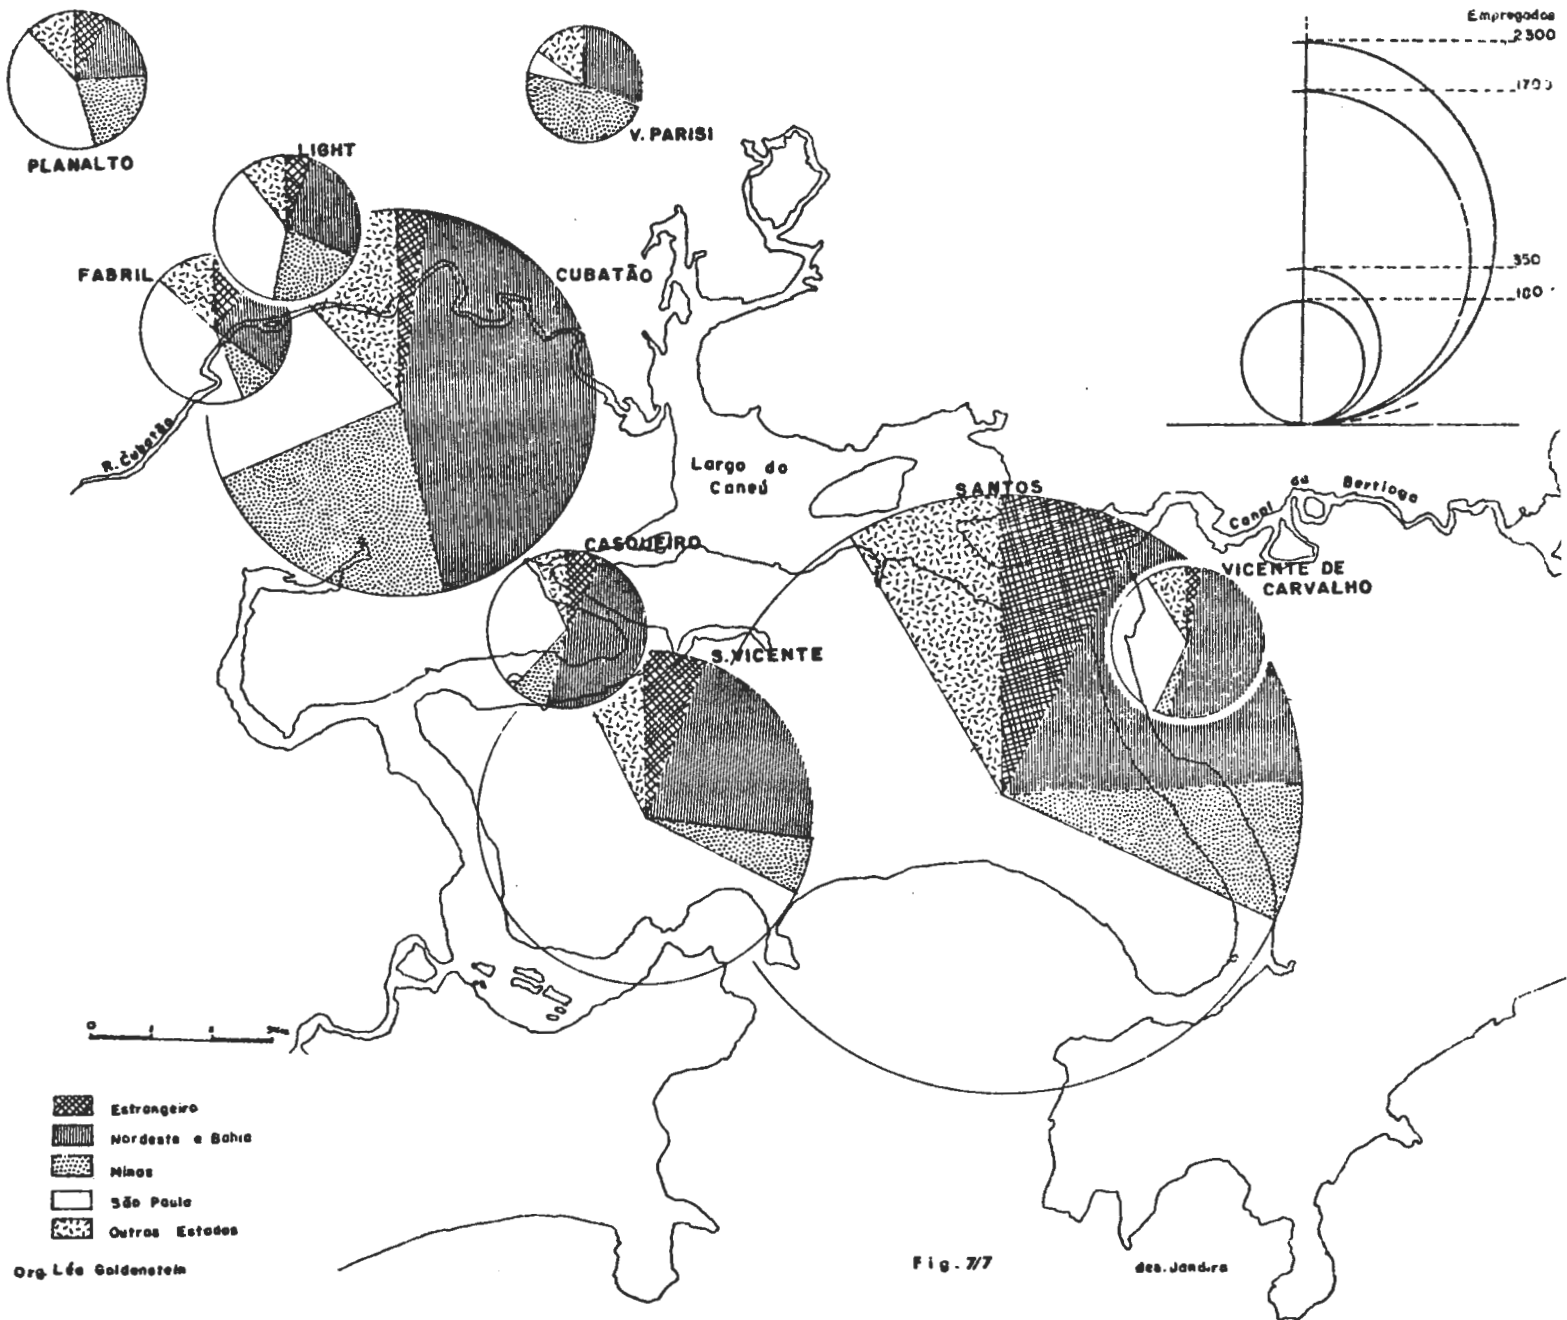 Empregados
2300
1700
350
180
PLANALTO
V. PARISI
LIGHT
FABRIL
CUBATÃO
R. Cubatão
Largo do
Caneú
SANTOS
Canal da Bertioga
CASQUEIRO
VICENTE DE
CARVALHO
S. VICENTE
0
Estrangeiro
Nordeste e Bahia
Minas
São Paulo
Outros Estados
Org. Léa Goldenstein
Fig. 7/7
des. Jandira